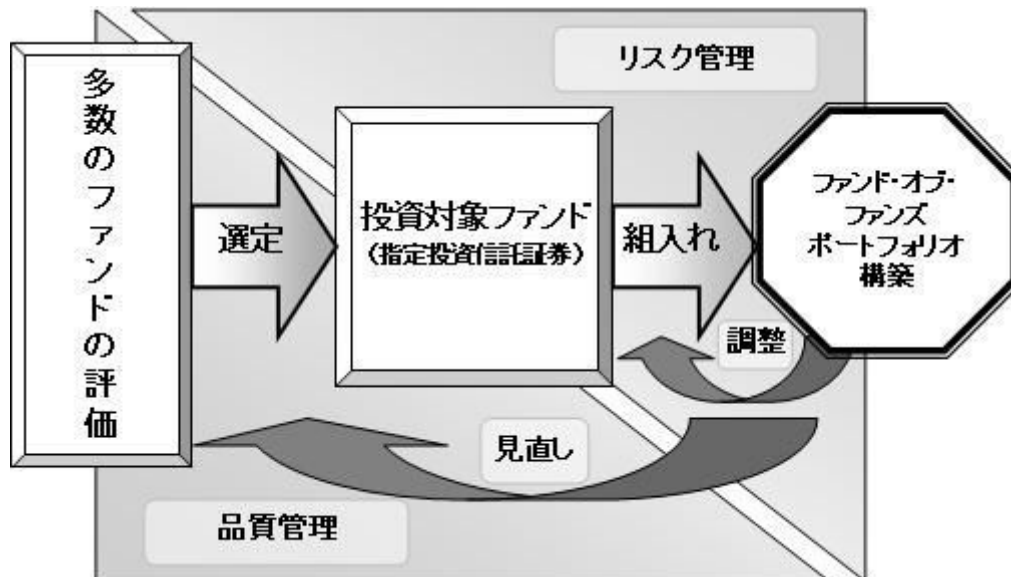 リスク管理
多数のファンドの評価
選定
投資対象ファンド
(指定投資信託証券)
組入れ
ファンド・オブ・
ファンズ
ポートフォリオ
構築
調整
見直し
品質管理